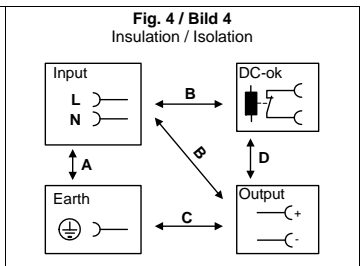 Fig. 4 / Bild 4
Insulation / Isolation
Input
L
N
B
DC-ok
A
B
D
Earth
C
Output
+
-